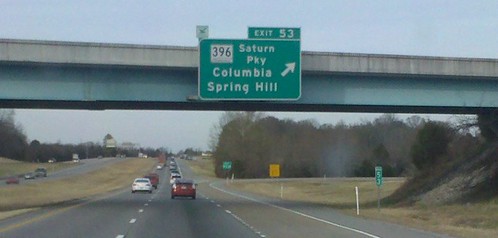 EXIT 53
396 Saturn
Pky
Columbia
Spring Hill